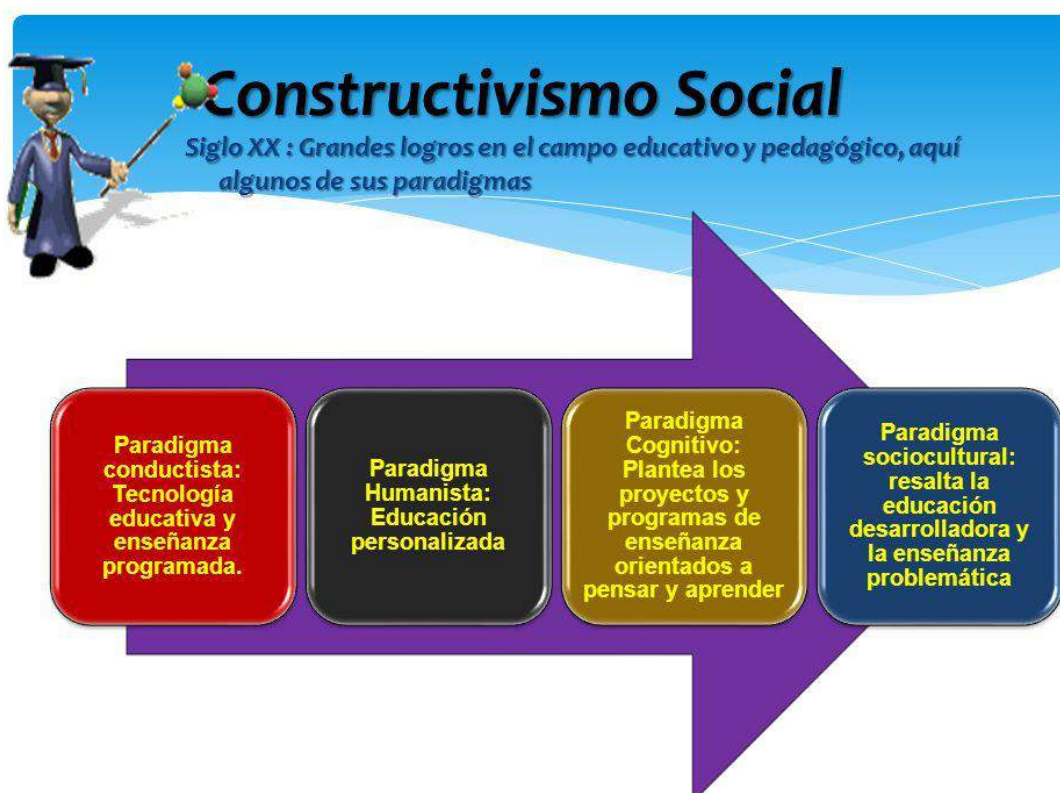 Constructivismo Social
Siglo XX : Grandes logros en el campo educativo y pedagógico, aquí
algunos de sus paradigmas
Paradigma
conductista:
Tecnología
educativa y
enseñanza
programada.
Paradigma
Humanista:
Educación
personalizada
Paradigma
Cognitivo:
Plantea los
proyectos y
programas de
enseñanza
orientados a
pensar y aprender
Paradigma
sociocultural:
resalta la
educación
desarrolladora y
la enseñanza
problemática